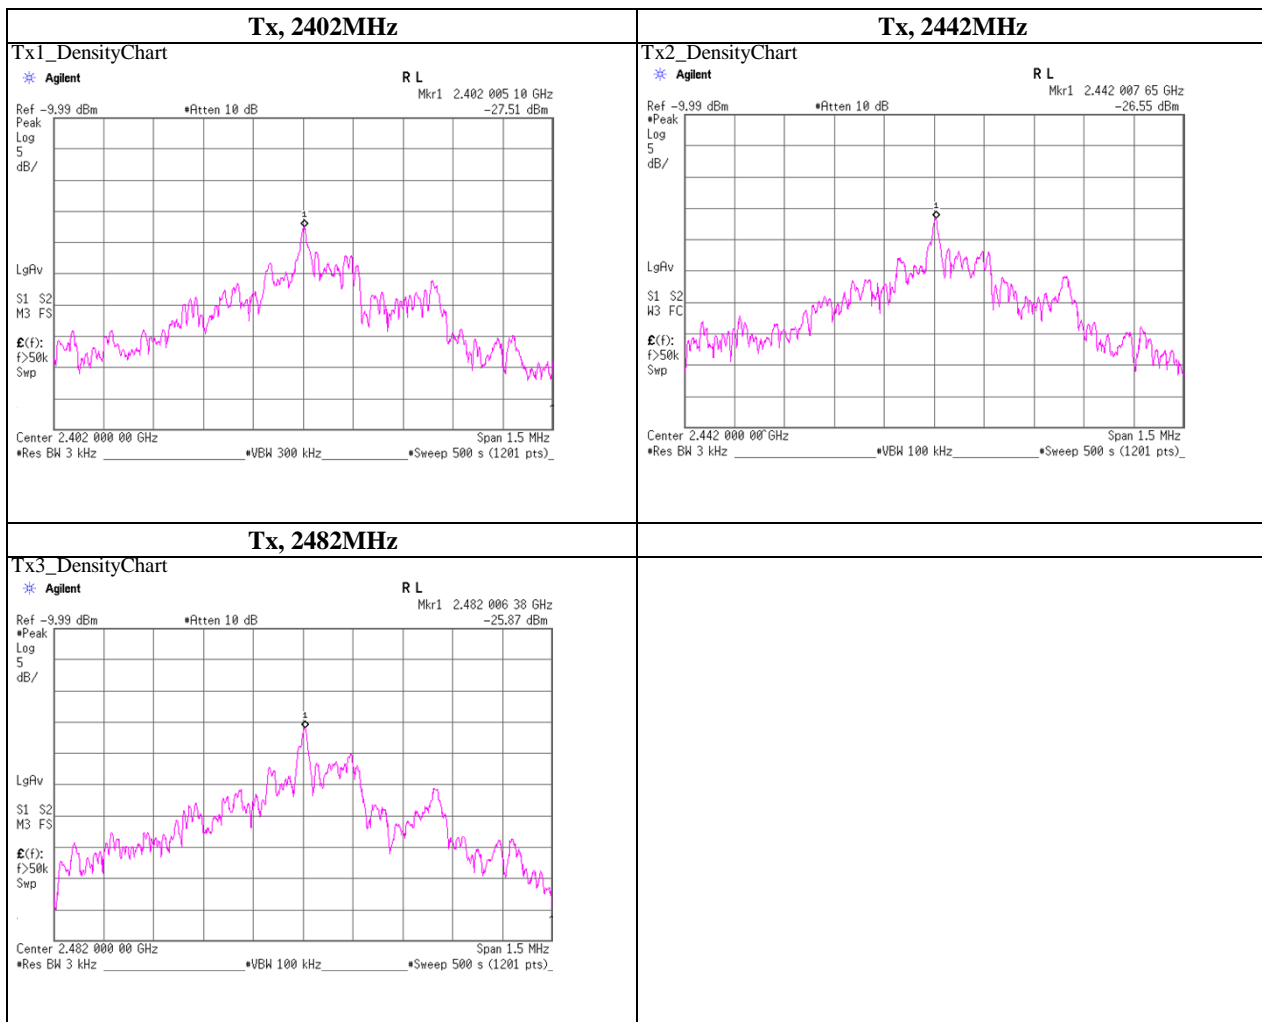 Tx, 2402MHz
Tx1_DensityChart
Agilent
R L
Mkr1 2.402 005 10 GHz
Ref -9.99 dBm #Atten 10 dB -27.51 dBm
Peak
Log
5
dB/
1
LgAv
S1 S2
M3 FS
£(f):
f>50k
Swp
Center 2.402 000 00 GHz Span 1.5 MHz
#Res BW 3 kHz #VBW 300 kHz #Sweep 500 s (1201 pts)
Tx, 2442MHz
Tx2_DensityChart
Agilent
R L
Mkr1 2.442 007 65 GHz
Ref -9.99 dBm #Atten 10 dB -26.55 dBm
#Peak
Log
5
dB/
1
LgAv
S1 S2
W3 FC
£(f):
f>50k
Swp
Center 2.442 000 00^GHz Span 1.5 MHz
#Res BW 3 kHz #VBW 100 kHz #Sweep 500 s (1201 pts)
Tx, 2482MHz
Tx3_DensityChart
Agilent
R L
Mkr1 2.482 006 38 GHz
Ref -9.99 dBm #Atten 10 dB -25.87 dBm
#Peak
Log
5
dB/
1
LgAv
S1 S2
M3 FS
£(f):
f>50k
Swp
Center 2.482 000 00 GHz Span 1.5 MHz
#Res BW 3 kHz #VBW 100 kHz #Sweep 500 s (1201 pts)